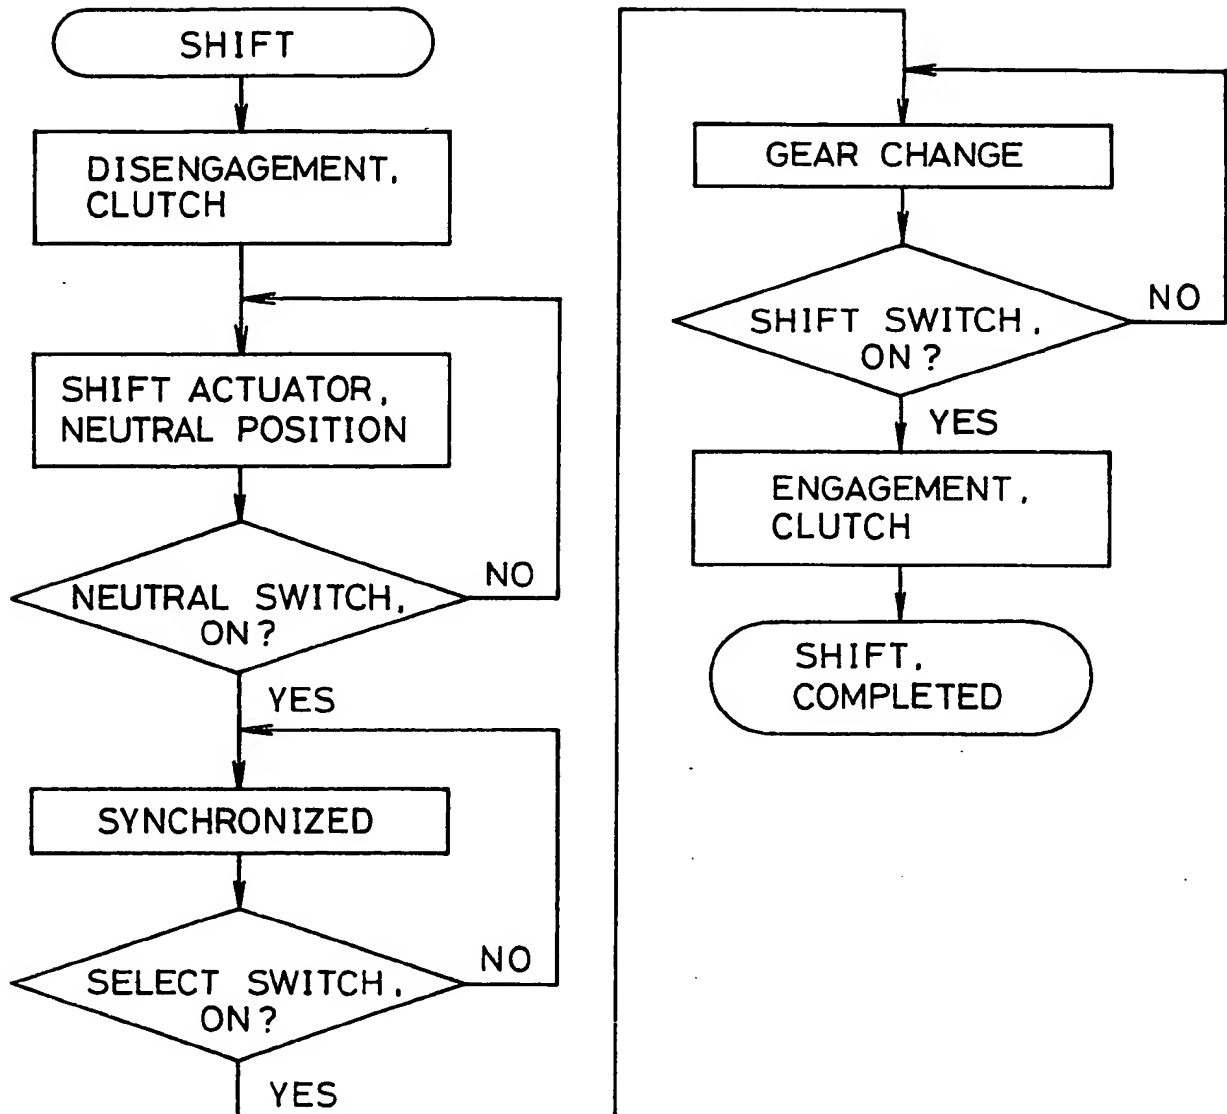 SHIFT
DISENGAGEMENT,
CLUTCH
SHIFT ACTUATOR,
NEUTRAL POSITION
NEUTRAL SWITCH,
ON?
NO
YES
SYNCHRONIZED
SELECT SWITCH,
ON?
NO
YES
GEAR CHANGE
SHIFT SWITCH,
ON?
NO
YES
ENGAGEMENT,
CLUTCH
SHIFT,
COMPLETED